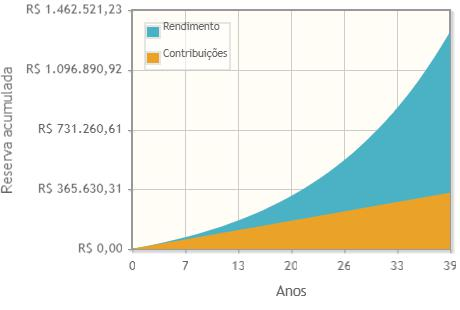 R$ 1.462.521,23
R$ 1.096.890,92
R$ 731.260,61
R$ 365.630,31
R$ 0,00
Reserva acumulada
Rendimento
Contribuições
0 7 13 20 26 33 39
Anos